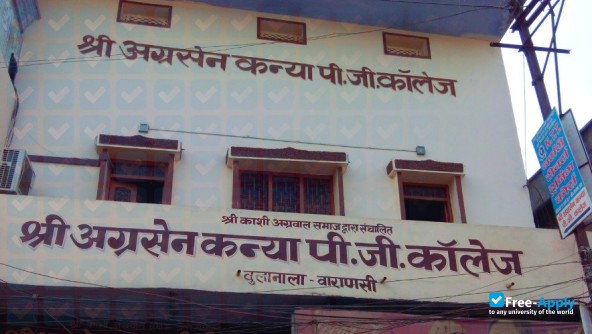 श्री अग्रसेन कन्या पी.जी.कॉलेज
श्री काशी अग्रवाल समाज द्वारा संचालित
श्री अग्रसेन कन्या पी.जी. कॉलेज
बुलानाला - वाराणसी
Free-Apply
to any university of the world